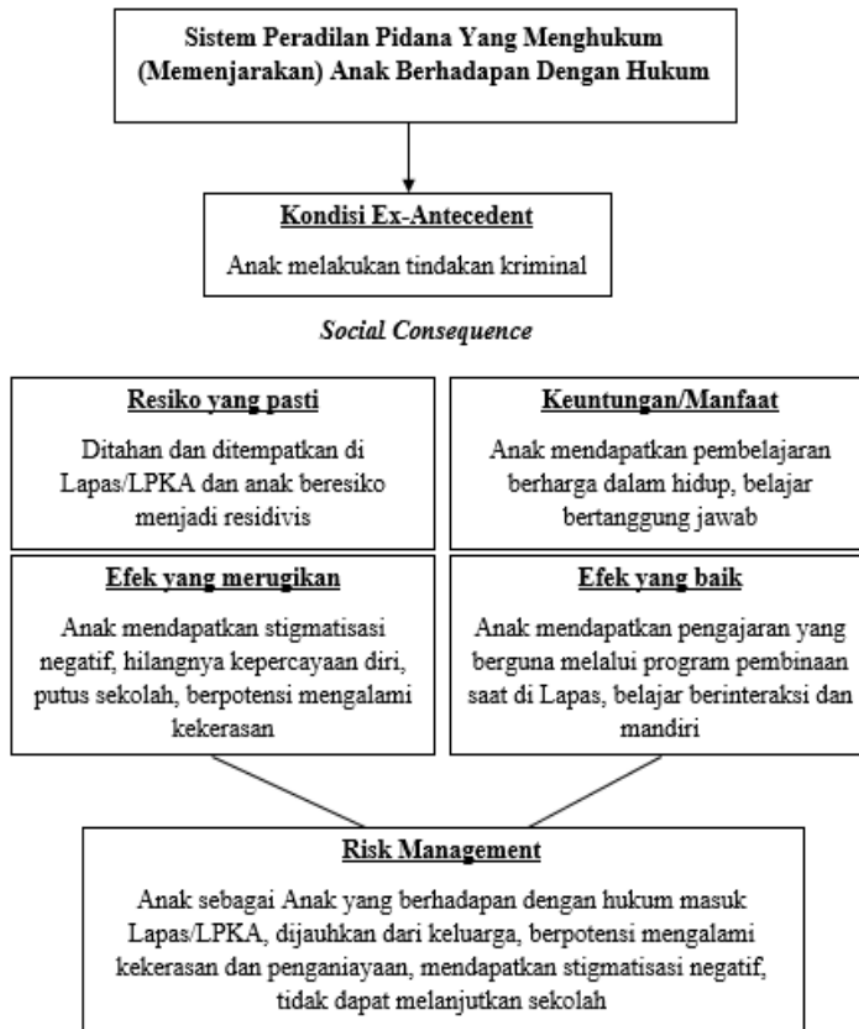 Sistem Peradilan Pidana Yang Menghukum
(Memenjarakan) Anak Berhadapan Dengan Hukum
Kondisi Ex-Antecedent
Anak melakukan tindakan kriminal
Social Consequence
Resiko yang pasti
Ditahan dan ditempatkan di
Lapas/LPKA dan anak beresiko
menjadi residivis
Keuntungan/Manfaat
Anak mendapatkan pembelajaran
berharga dalam hidup, belajar
bertanggung jawab
Efek yang merugikan
Anak mendapatkan stigmatisasi
negatif, hilangnya kepercayaan diri,
putus sekolah, berpotensi mengalami
kekerasan
Efek yang baik
Anak mendapatkan pengajaran yang
berguna melalui program pembinaan
saat di Lapas, belajar berinteraksi dan
mandiri
Risk Management
Anak sebagai Anak yang berhadapan dengan hukum masuk
Lapas/LPKA, dijauhkan dari keluarga, berpotensi mengalami
kekerasan dan penganiayaan, mendapatkan stigmatisasi negatif,
tidak dapat melanjutkan sekolah